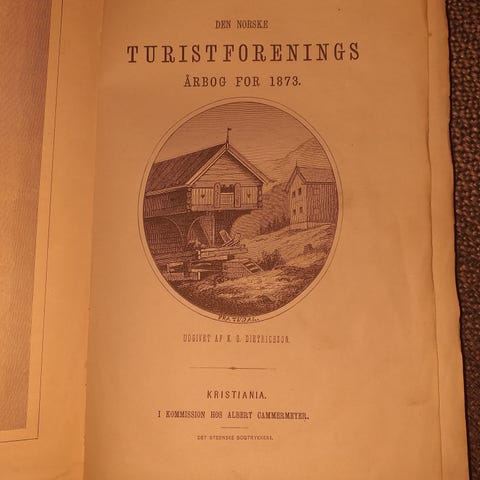 DEN NORSKE
TURISTFORENINGS
ÅRBOG FOR 1873.
UDGIVET AF N. G. DIETRICHSON.
KRISTIANIA.
I KOMMISSION HOS ALBERT CAMMERMEYER.
DET STEENSKE BOGTRYKKERI.